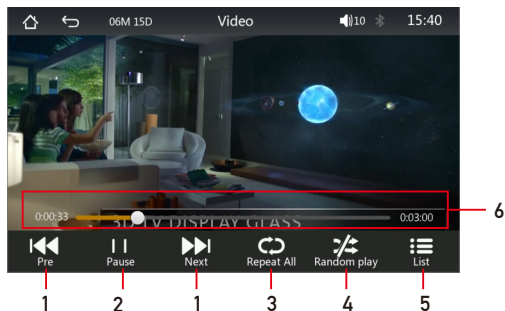 06M 15D Video 10 15:40
0:00:33 3D TV DISPLAY GLASS 0:03:00 6
Pre Pause Next Repeat All Random play List
1 2 1 3 4 5